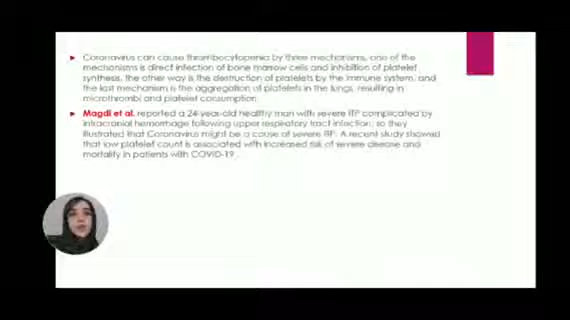 Coronavirus can cause thrombocytopenia by three mechanisms, one of the
mechanisms is direct infection of bone marrow cells and inhibition of platelet
synthesis, the other way is the destruction of platelets by the immune system, and
the last mechanism is the aggregation of platelets in the lungs, resulting in
microthrombi and platelet consumption
Magdi et al. reported a 24-year-old healthy man with severe ITP complicated by
intracranial hemorrhage following upper respiratory tract infection, so they
illustrated that Coronavirus might be a cause of severe ITP. A recent study showed
that low platelet count is associated with increased risk of severe disease and
mortality in patients with COVID-19 .